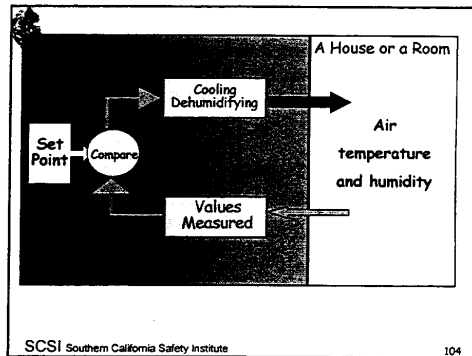 A House or a Room
Cooling
Dehumidifying
Air
temperature
and humidity
Set
Point
Compare
Values
Measured
SCSI Southern California Safety Institute
104